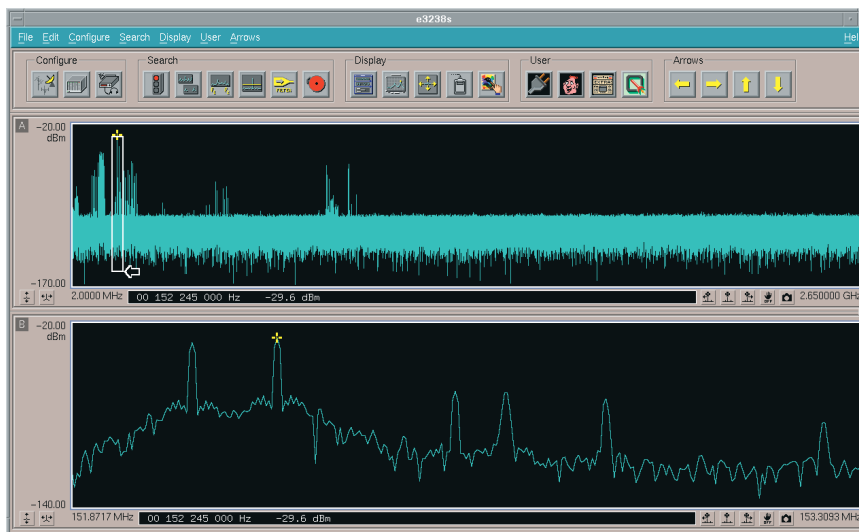 e3238s
File Edit Configure Search Display User Arrows
Configure Search Display User Arrows
A -20.00
dBm
-170.00
2.0000 MHz 00 152 245 000 Hz -29.6 dBm 2.650000 GHz
B -20.00
dBm
-140.00
151.8717 MHz 00 152 245 000 Hz -29.6 dBm 153.3093 MHz